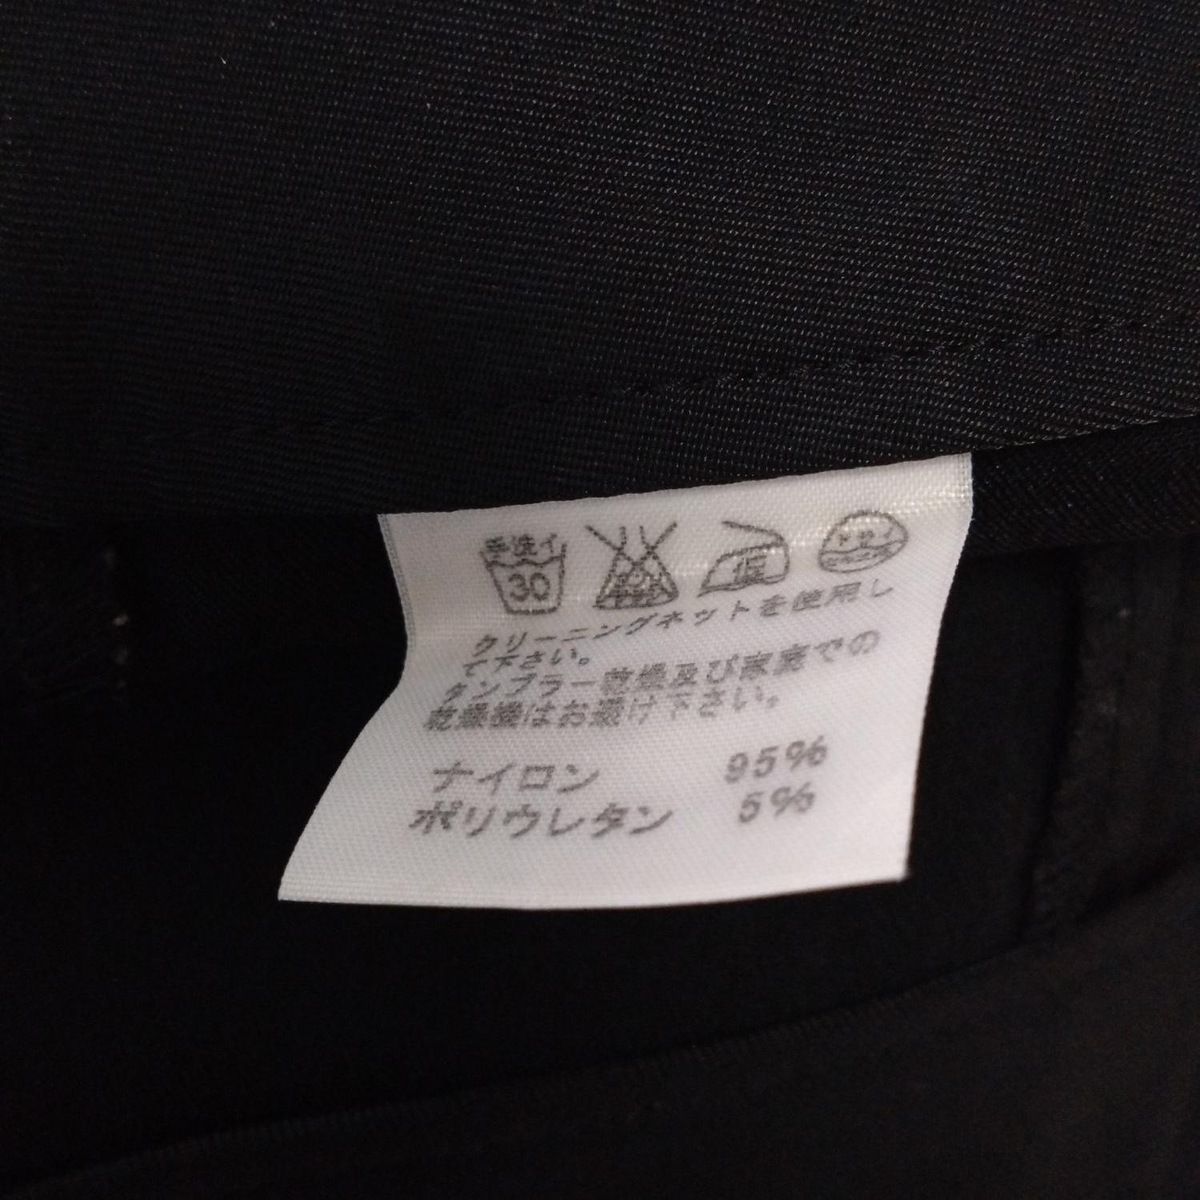 手洗イ
30
低
ドライ
クリーニングネットを使用し
て下さい。
タンブラー乾燥及び家庭での
乾燥機はお避け下さい。
ナイロン 95%
ポリウレタン 5%